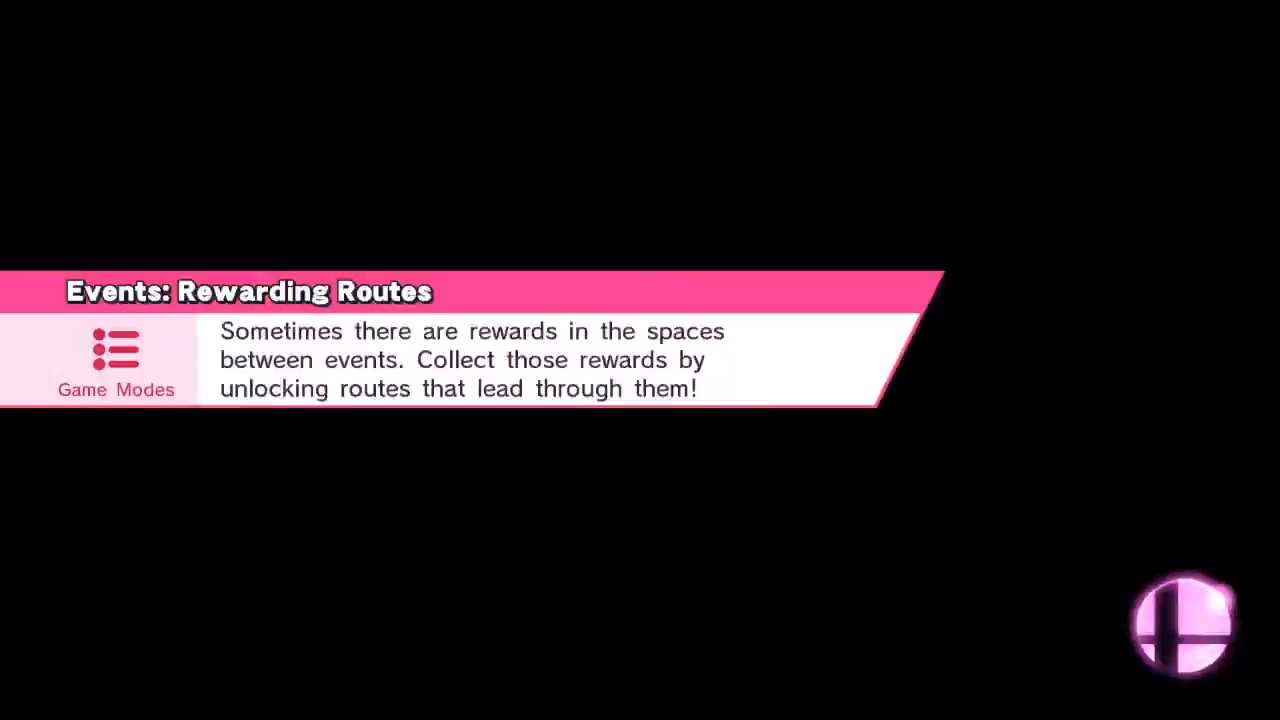 Events: Rewarding Routes
Sometimes there are rewards in the spaces
between events. Collect those rewards by
unlocking routes that lead through them!
Game Modes